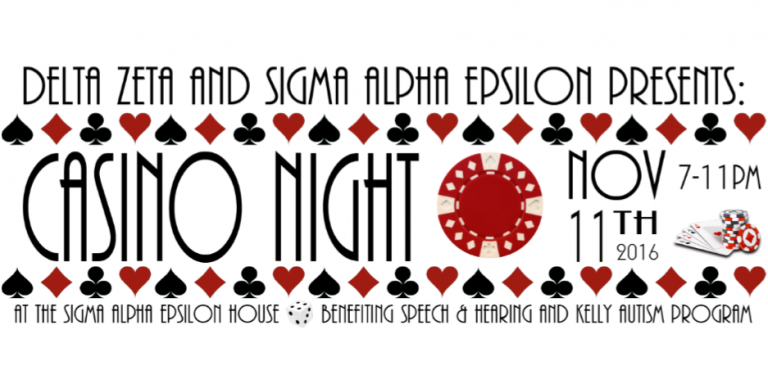 DELTA ZETA AND SIGMA ALPHA EPSILON PRESENTS:
CASINO NIGHT
NOV 7-11PM
11TH 2016
AT THE SIGMA ALPHA EPSILON HOUSE BENEFITING SPEECH & HEARING AND KELLY AUTISM PROGRAM